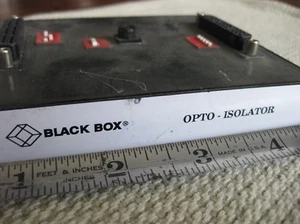 BLACK BOX®
OPTO - ISOLATOR
FEET & INCHES
MADE IN U.S.A.
1 2 3 4